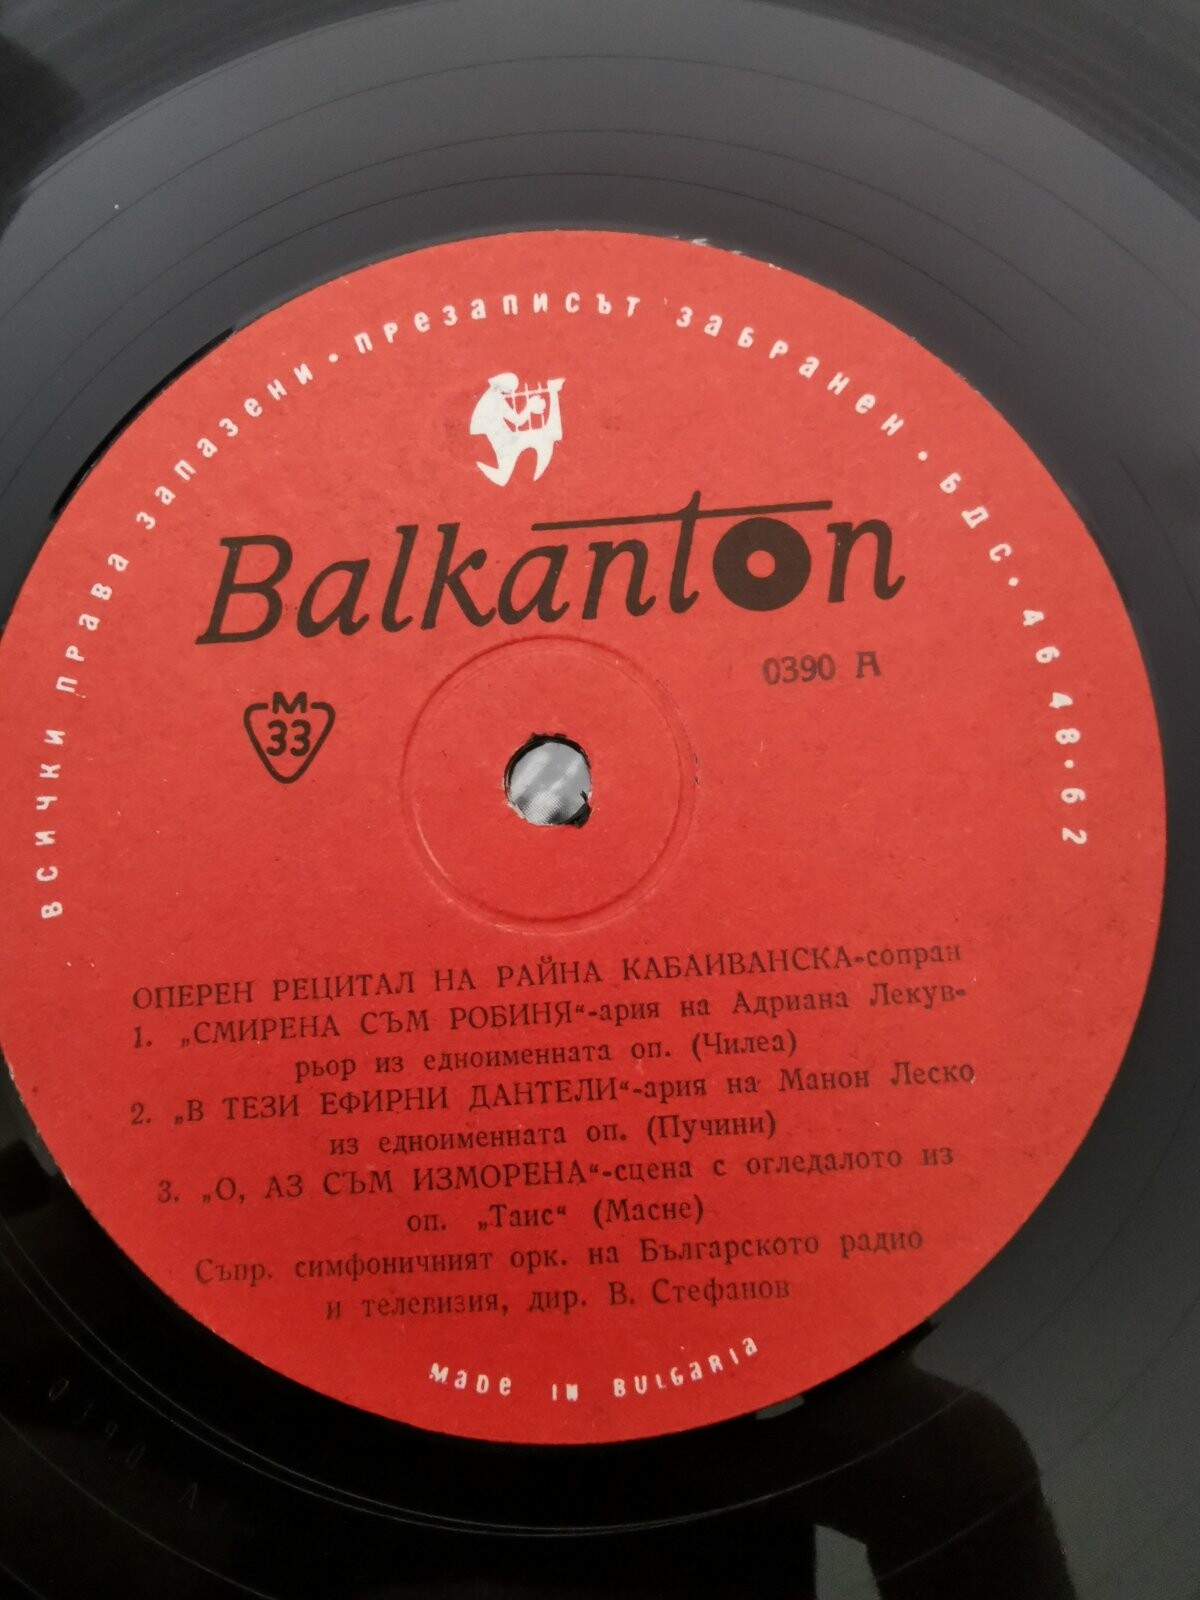 всички права запазени · презаписът забранен · БДС · 46 48 · 62
Balkanton
0390 А
М
33
ОПЕРЕН РЕЦИТАЛ НА РАЙНА КАБАИВАНСКА-сопран
1. „СМИРЕНА СЪМ РОБИНЯ“-ария на Адриана Лекув-
рьор из едноименната оп. (Чилеа)
2. „В ТЕЗИ ЕФИРНИ ДАНТЕЛИ“-ария на Манон Леско
из едноименната оп. (Пучини)
3. „О, АЗ СЪМ ИЗМОРЕНА“-сцена с огледалото из
оп. „Таис“ (Масне)
Съпр. симфоничният орк. на Българското радио
и телевизия, дир. В. Стефанов
made in Bulgaria